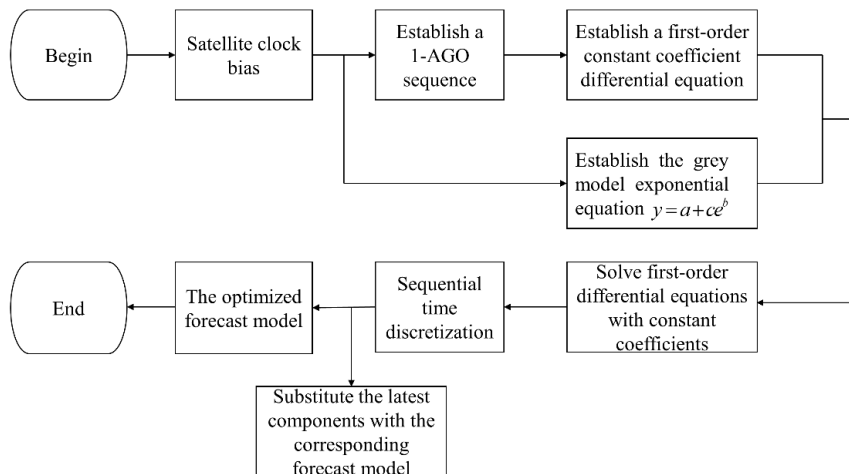 Begin
Satellite clock
bias
Establish a
1-AGO
sequence
Establish a first-order
constant coefficient
differential equation
Establish the grey
model exponential
equation y=a+ce^b
End
The optimized
forecast model
Sequential
time
discretization
Solve first-order
differential equations
with constant
coefficients
Substitute the latest
components with the
corresponding
forecast model